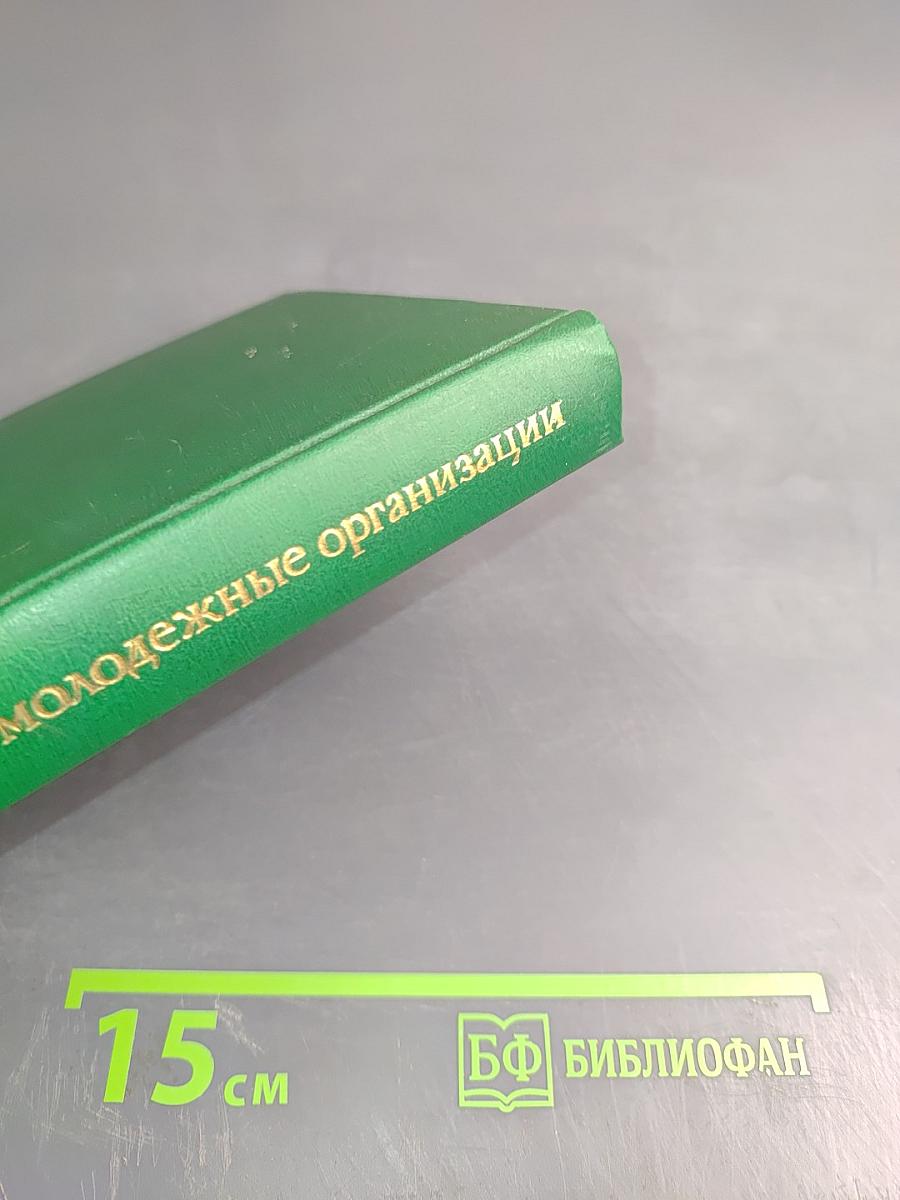 молодежные организации
15 см
БФ БИБЛИОФАН